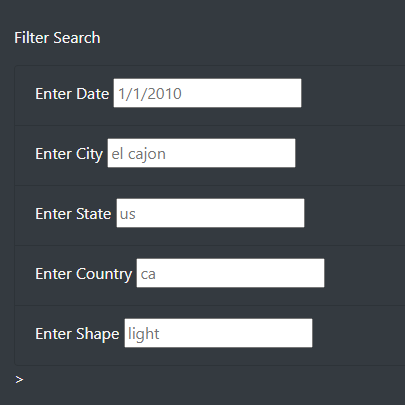 Filter Search
Enter Date 1/1/2010
Enter City el cajon
Enter State us
Enter Country ca
Enter Shape light
>